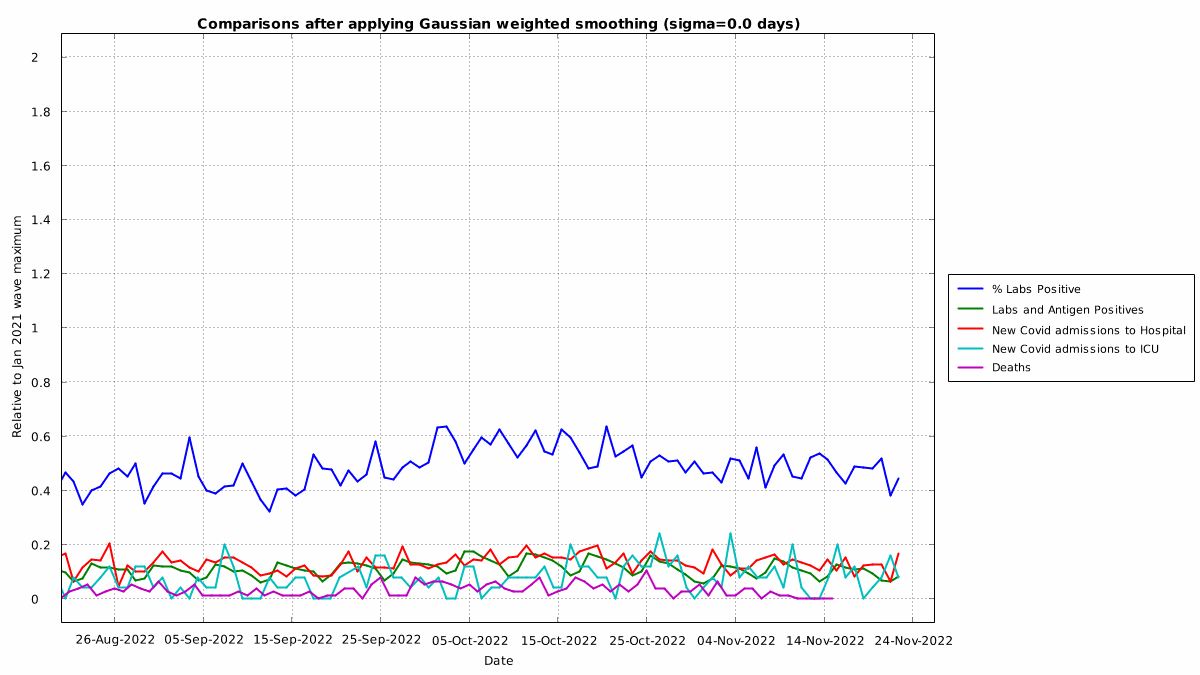 Comparisons after applying Gaussian weighted smoothing (sigma=0.0 days)
Relative to Jan 2021 wave maximum
2
1.8
1.6
1.4
1.2
1
0.8
0.6
0.4
0.2
0
26-Aug-2022 05-Sep-2022 15-Sep-2022 25-Sep-2022 05-Oct-2022 15-Oct-2022 25-Oct-2022 04-Nov-2022 14-Nov-2022 24-Nov-2022
Date
% Labs Positive
Labs and Antigen Positives
New Covid admissions to Hospital
New Covid admissions to ICU
Deaths